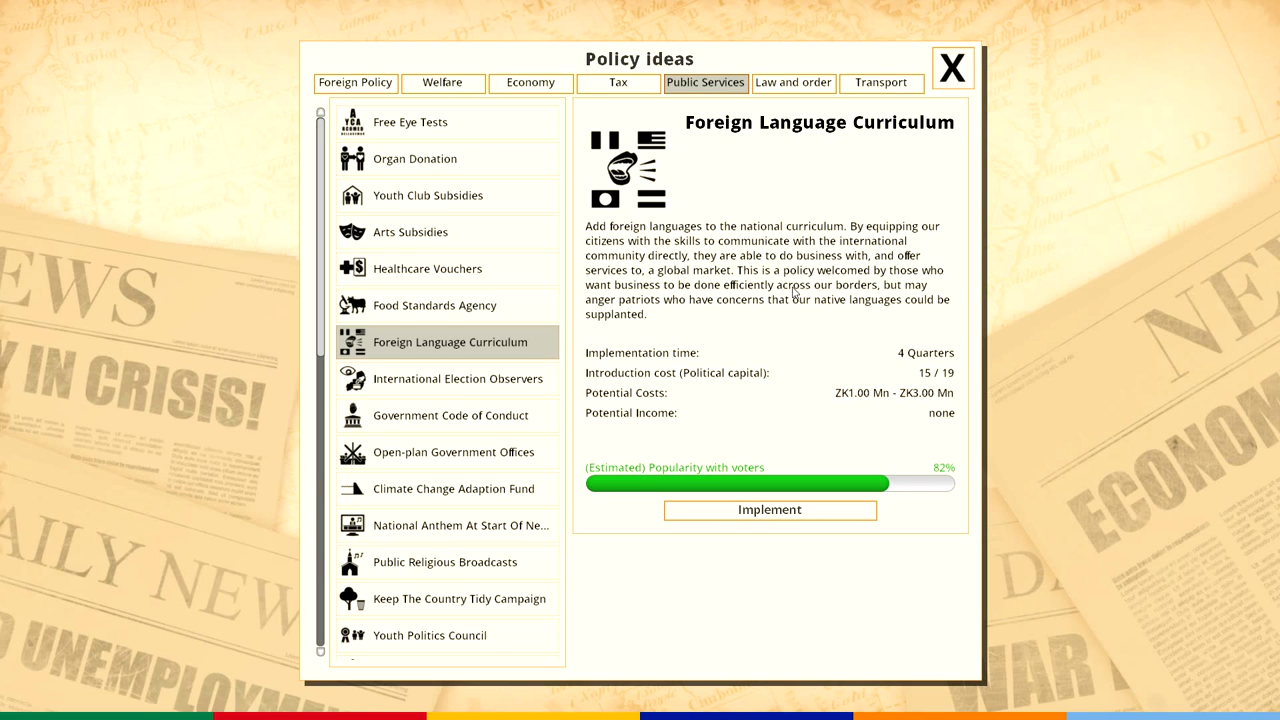 Policy ideas
X
Foreign Policy
Welfare
Economy
Tax
Public Services
Law and order
Transport
Free Eye Tests
Organ Donation
Youth Club Subsidies
Arts Subsidies
Healthcare Vouchers
Food Standards Agency
Foreign Language Curriculum
International Election Observers
Government Code of Conduct
Open-plan Government Offices
Climate Change Adaption Fund
National Anthem At Start Of Ne...
Public Religious Broadcasts
Keep The Country Tidy Campaign
Youth Politics Council
Foreign Language Curriculum
Add foreign languages to the national curriculum. By equipping our
citizens with the skills to communicate with the international
community directly, they are able to do business with, and offer
services to, a global market. This is a policy welcomed by those who
want business to be done efficiently across our borders, but may
anger patriots who have concerns that our native languages could be
supplanted.
Implementation time: 4 Quarters
Introduction cost (Political capital): 15 / 19
Potential Costs: ZK1.00 Mn - ZK3.00 Mn
Potential Income: none
(Estimated) Popularity with voters 82%
Implement
EWS
Y IN CRISIS!
AILY NEW
UNEMPLOYM
NE
ECONOM
WAR